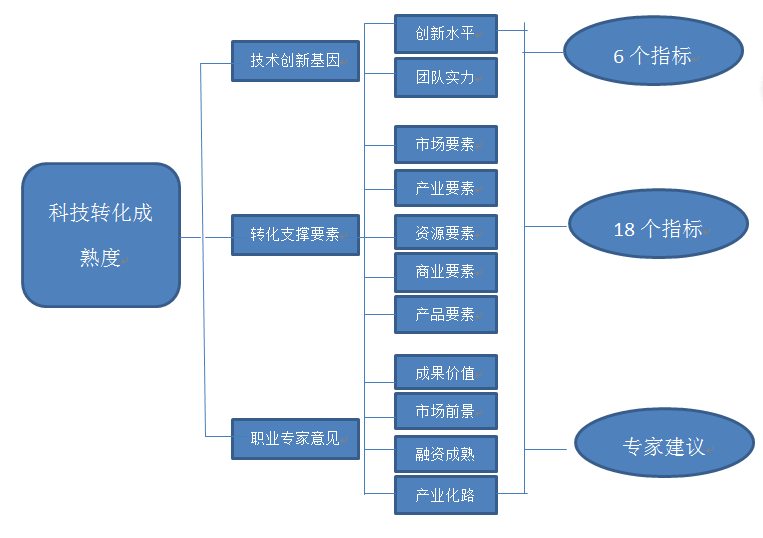 科技转化成
熟度
技术创新基因
转化支撑要素
职业专家意见
创新水平
团队实力
市场要素
产业要素
资源要素
商业要素
产品要素
成果价值
市场前景
融资成熟
产业化路
6 个指标
18 个指标
专家建议